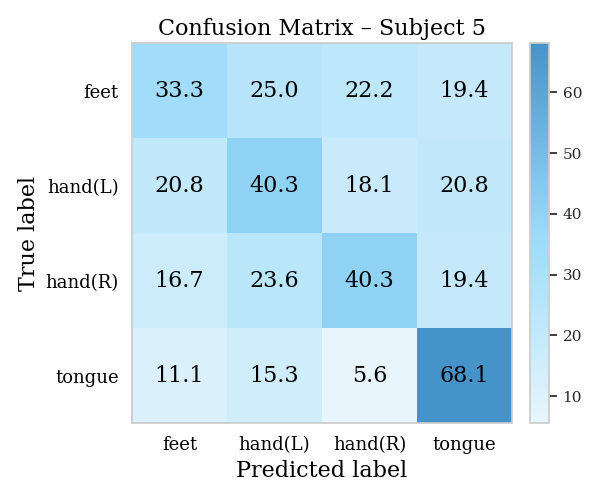 Confusion Matrix – Subject 5
True label
feet 33.3 25.0 22.2 19.4
hand(L) 20.8 40.3 18.1 20.8
hand(R) 16.7 23.6 40.3 19.4
tongue 11.1 15.3 5.6 68.1
feet hand(L) hand(R) tongue
Predicted label
60
50
40
30
20
10